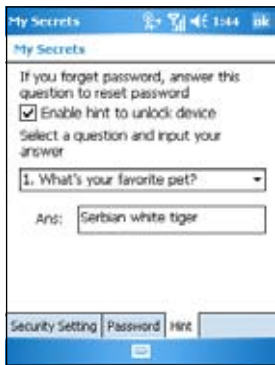 My Secrets 1:44 ok
My Secrets
If you forget password, answer this
question to reset password
Enable hint to unlock device
Select a question and input your
answer
1. What's your favorite pet?
Ans: Serbian white tiger
Security Setting Password Hint